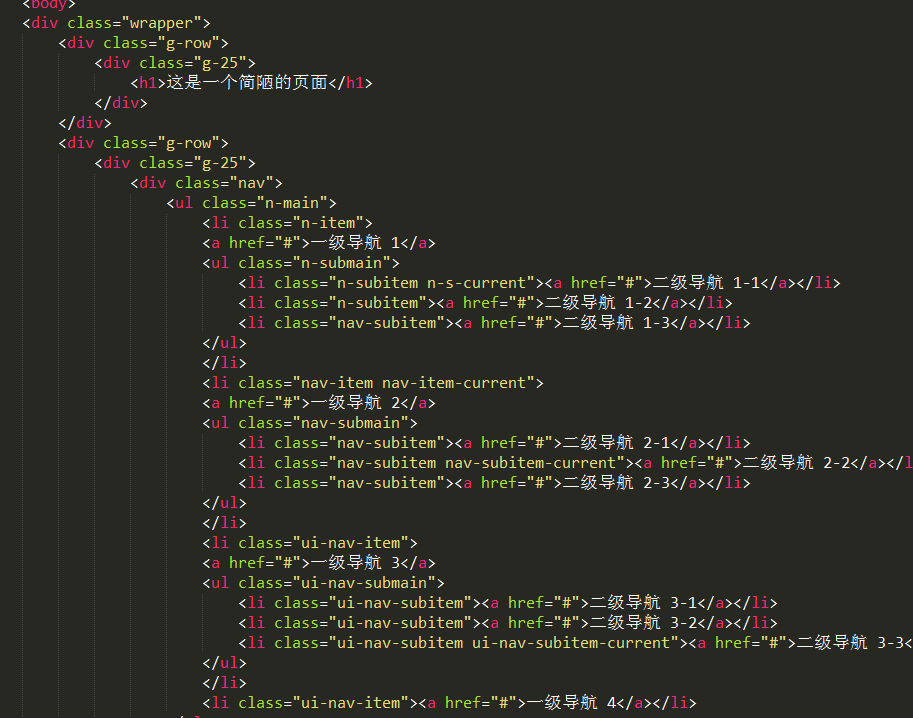 <body>
<div class="wrapper">
<div class="g-row">
<div class="g-25">
<h1>这是一个简陋的页面</h1>
</div>
</div>
<div class="g-row">
<div class="g-25">
<div class="nav">
<ul class="n-main">
<li class="n-item">
<a href="#">一级导航 1</a>
<ul class="n-submain">
<li class="n-subitem n-s-current"><a href="#">二级导航 1-1</a></li>
<li class="n-subitem"><a href="#">二级导航 1-2</a></li>
<li class="nav-subitem"><a href="#">二级导航 1-3</a></li>
</ul>
</li>
<li class="nav-item nav-item-current">
<a href="#">一级导航 2</a>
<ul class="nav-submain">
<li class="nav-subitem"><a href="#">二级导航 2-1</a></li>
<li class="nav-subitem nav-subitem-current"><a href="#">二级导航 2-2</a></l
<li class="nav-subitem"><a href="#">二级导航 2-3</a></li>
</ul>
</li>
<li class="ui-nav-item">
<a href="#">一级导航 3</a>
<ul class="ui-nav-submain">
<li class="ui-nav-subitem"><a href="#">二级导航 3-1</a></li>
<li class="ui-nav-subitem"><a href="#">二级导航 3-2</a></li>
<li class="ui-nav-subitem ui-nav-subitem-current"><a href="#">二级导航 3-3<
</ul>
</li>
<li class="ui-nav-item"><a href="#">一级导航 4</a></li>